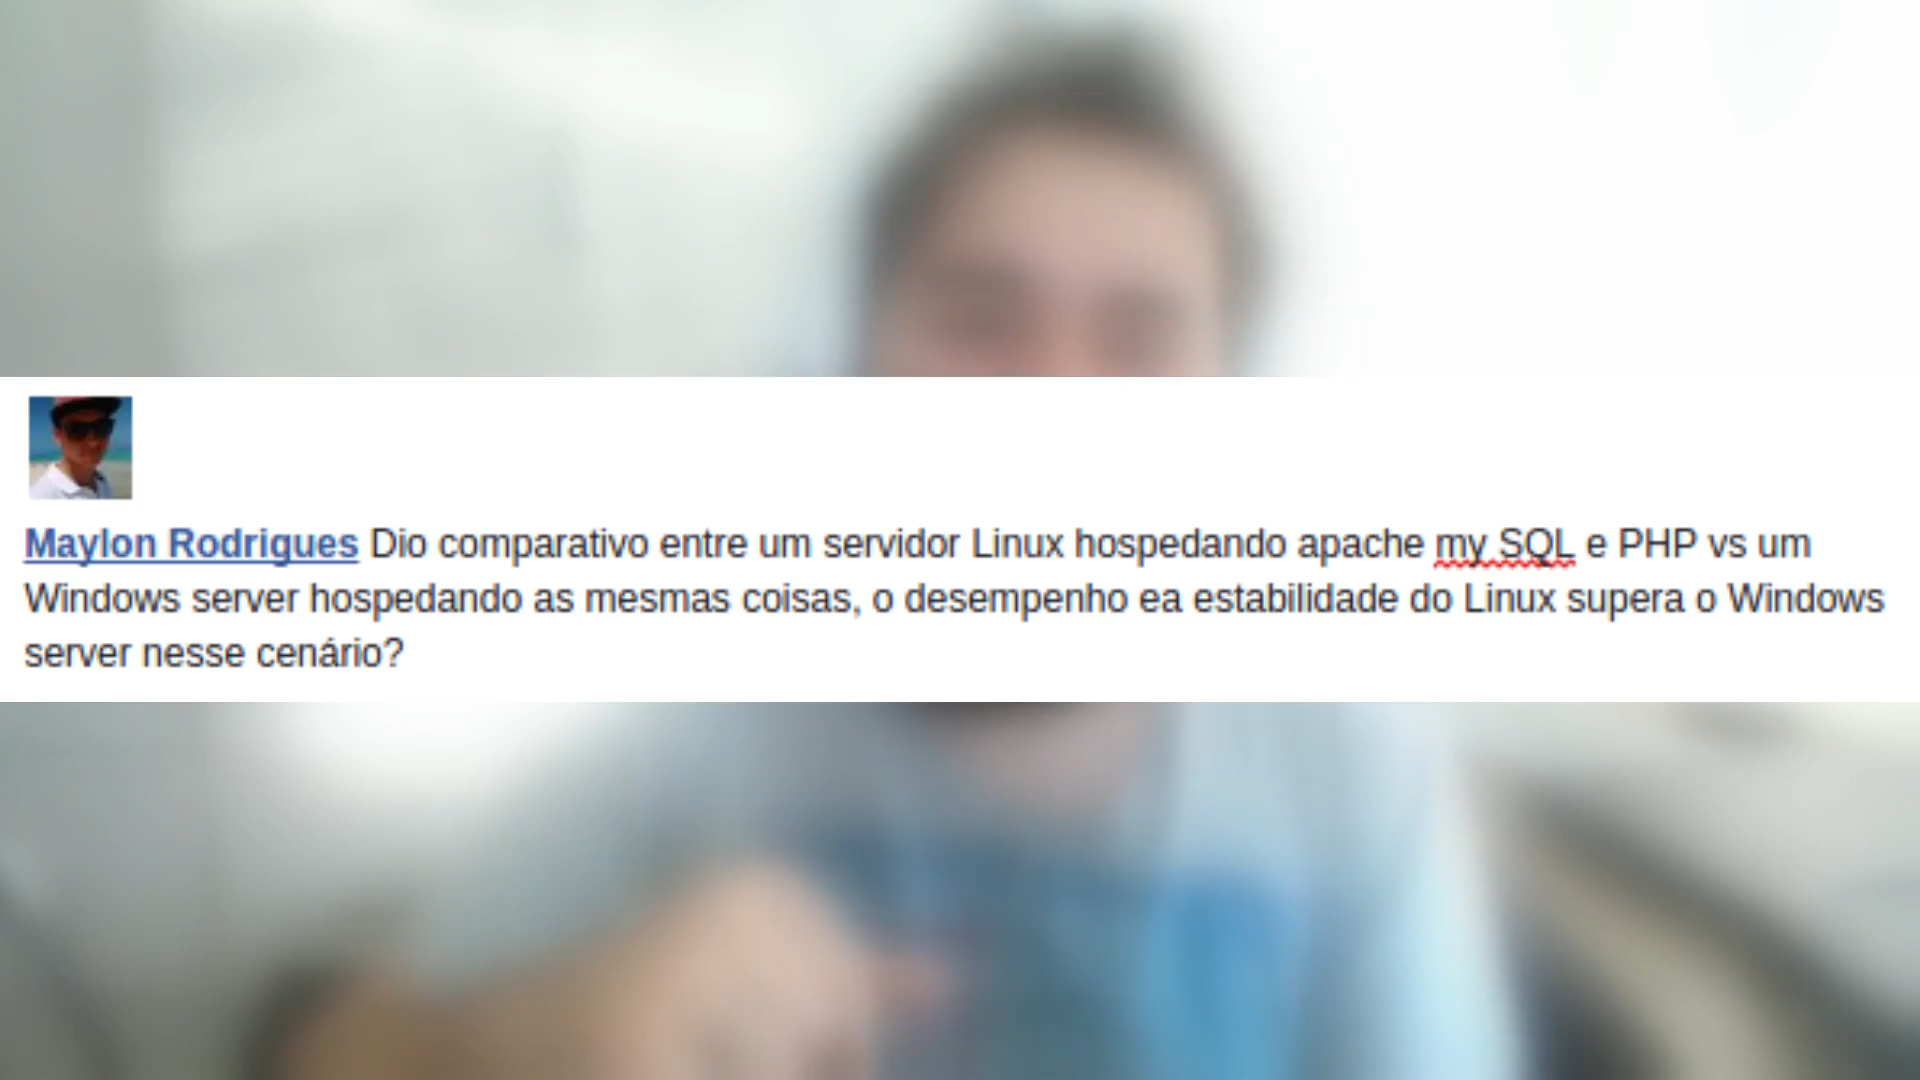 Maylon Rodrigues Dio comparativo entre um servidor Linux hospedando apache my SQL e PHP vs um
Windows server hospedando as mesmas coisas, o desempenho ea estabilidade do Linux supera o Windows
server nesse cenário?